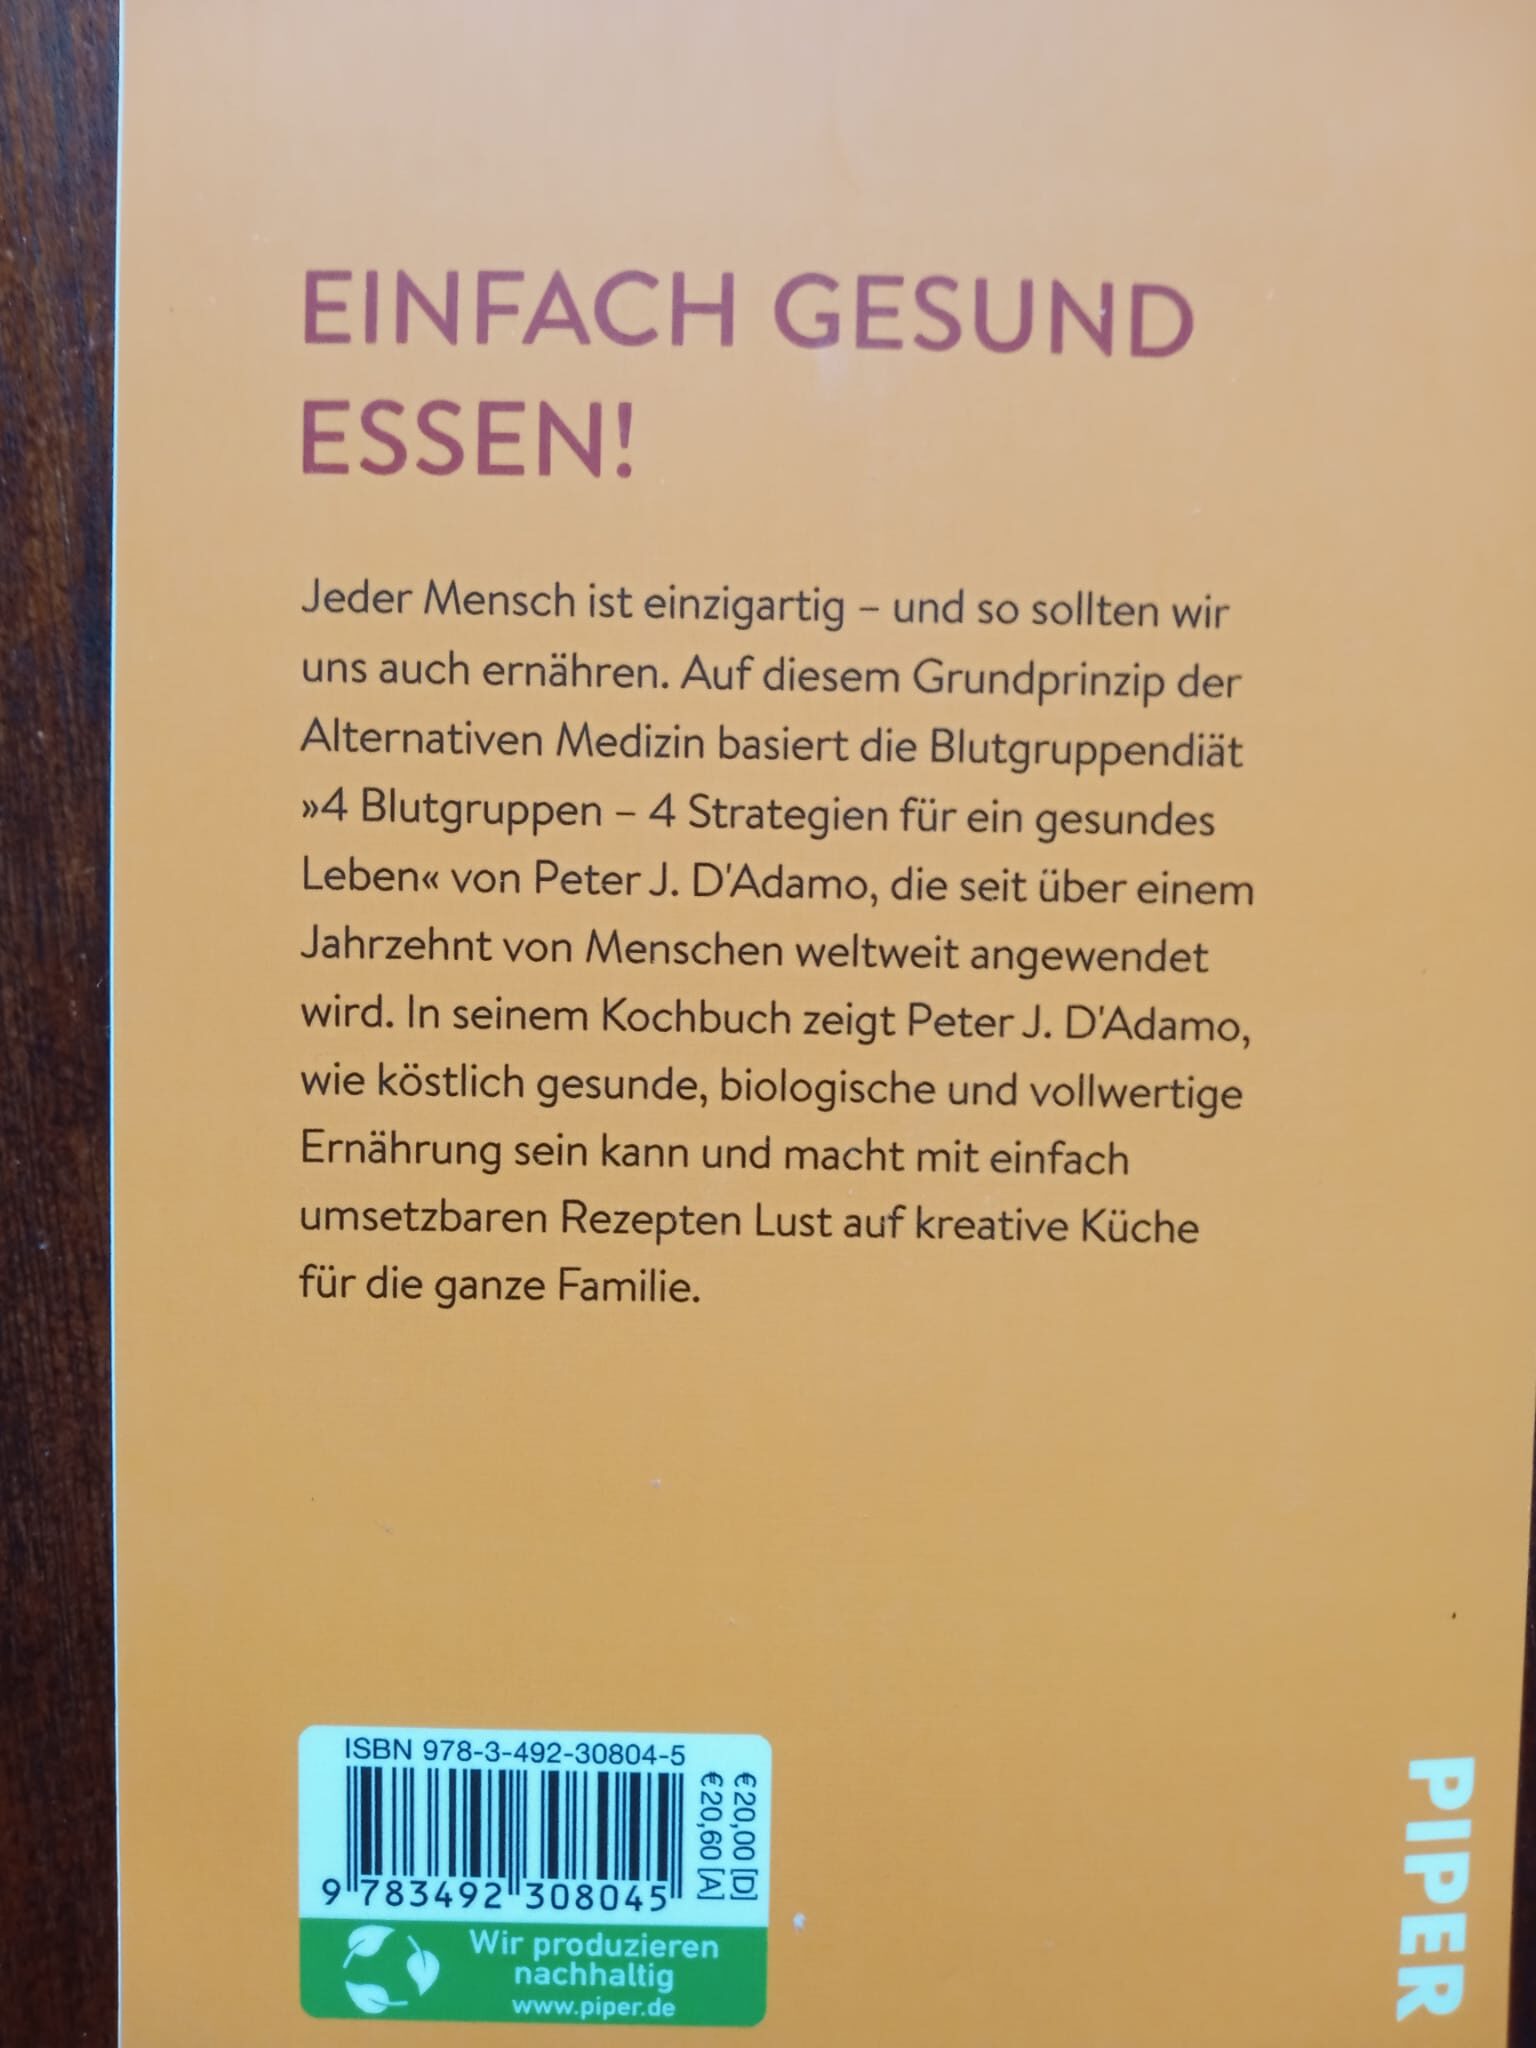 EINFACH GESUND
ESSEN!
Jeder Mensch ist einzigartig – und so sollten wir
uns auch ernähren. Auf diesem Grundprinzip der
Alternativen Medizin basiert die Blutgruppendiät
»4 Blutgruppen – 4 Strategien für ein gesundes
Leben« von Peter J. D'Adamo, die seit über einem
Jahrzehnt von Menschen weltweit angewendet
wird. In seinem Kochbuch zeigt Peter J. D'Adamo,
wie köstlich gesunde, biologische und vollwertige
Ernährung sein kann und macht mit einfach
umsetzbaren Rezepten Lust auf kreative Küche
für die ganze Familie.
ISBN 978-3-492-30804-5
9 783492 308045
€ 20,00 [D]
€ 20,60 [A]
Wir produzieren
nachhaltig
www.piper.de
PIPER